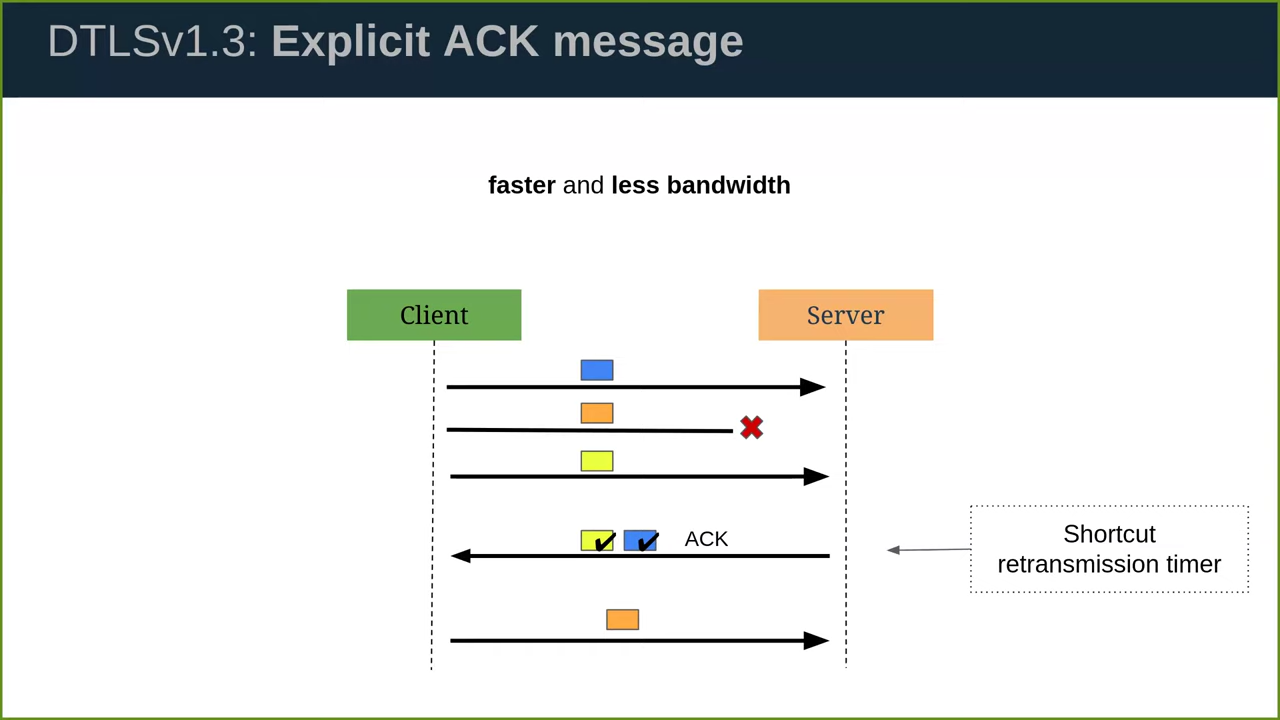 DTLSv1.3: Explicit ACK message
faster and less bandwidth
Client
Server
ACK
Shortcut
retransmission timer